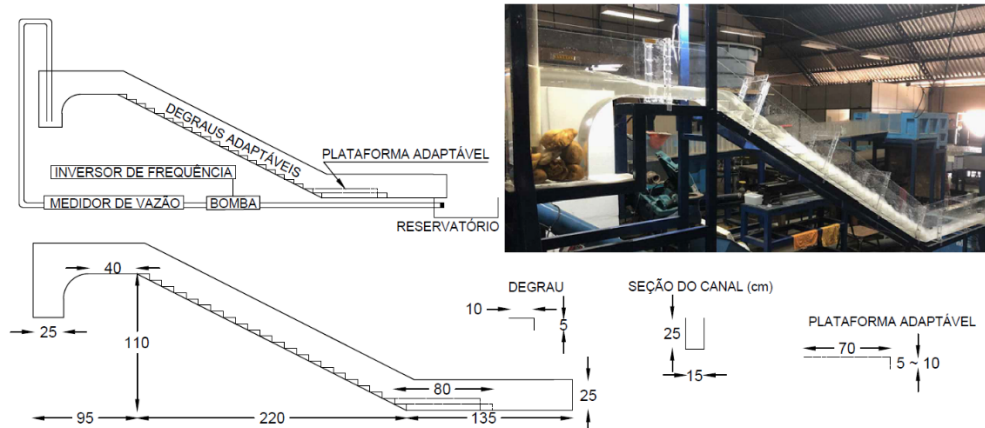 DEGRAUS ADAPTÁVEIS
PLATAFORMA ADAPTÁVEL
INVERSOR DE FREQUÊNCIA
MEDIDOR DE VAZÃO
BOMBA
RESERVATÓRIO
40
25
110
80
25
95
220
135
DEGRAU
10
5
SEÇÃO DO CANAL (cm)
25
15
PLATAFORMA ADAPTÁVEL
70
5 ~ 10